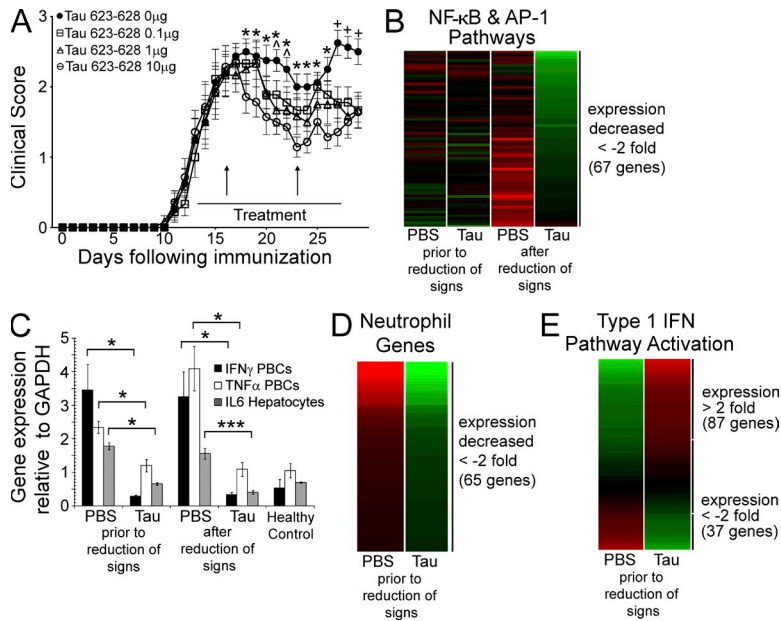 A
Tau 623-628 0µg
Tau 623-628 0.1µg
Tau 623-628 1µg
Tau 623-628 10µg
Clinical Score
3
2
1
0
* *
*
*
^
*
^
* * *
*
+ + +
Treatment
0 5 10 15 20 25
Days following immunization
B
NF-κB & AP-1
Pathways
expression
decreased
< -2 fold
(67 genes)
PBS Tau PBS Tau
prior to
reduction of
signs
after
reduction of
signs
C
Gene expression
relative to GAPDH
5
4
3
2
1
0
*
*
*
*
*
***
IFNγ PBCs
TNFα PBCs
IL6 Hepatocytes
PBS Tau PBS Tau Healthy
Control
prior to
reduction of
signs
after
reduction of
signs
D
Neutrophil
Genes
expression
decreased
< -2 fold
(65 genes)
PBS Tau
prior to
reduction of
signs
E
Type 1 IFN
Pathway Activation
expression
> 2 fold
(87 genes)
expression
< -2 fold
(37 genes)
PBS Tau
prior to
reduction of
signs